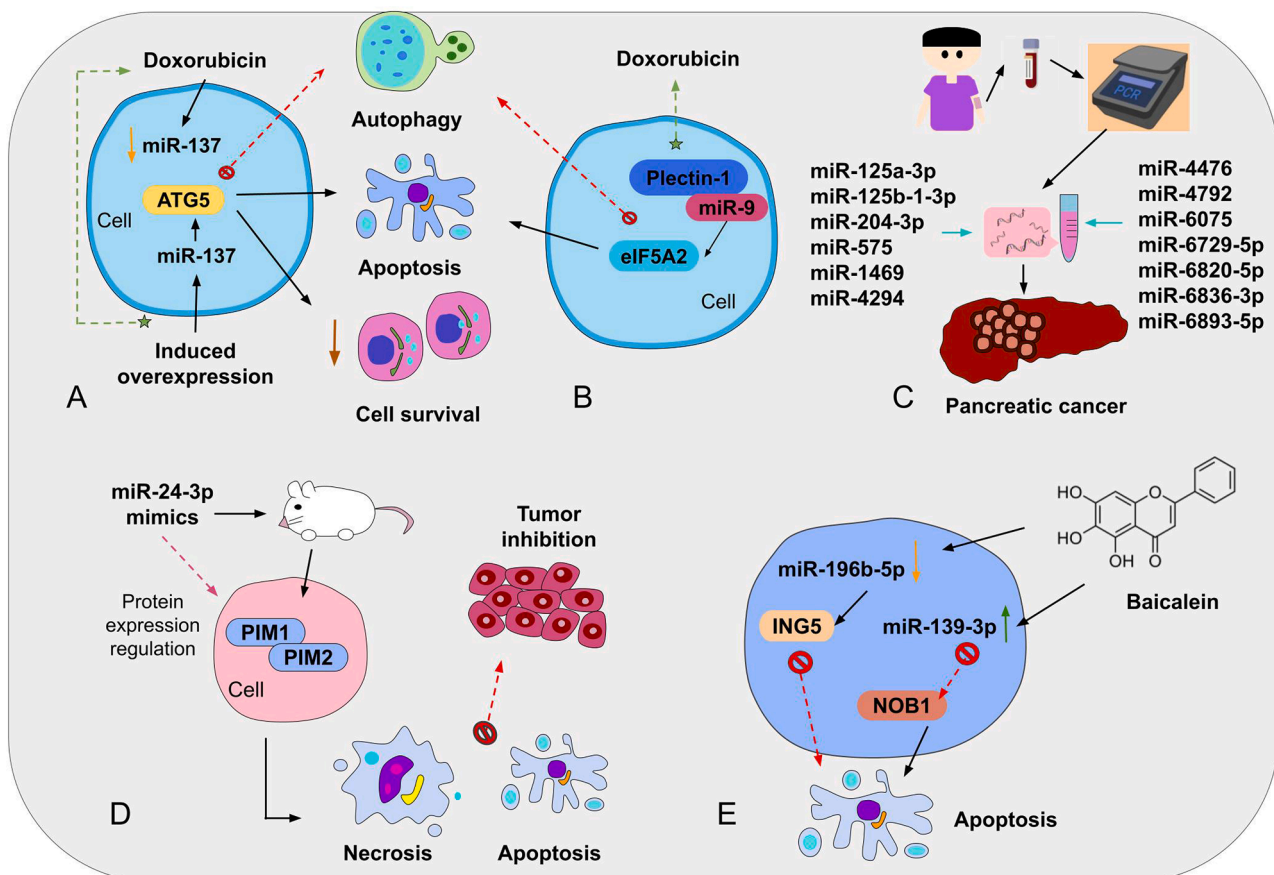 Doxorubicin
miR-137
ATG5
Cell
miR-137
Induced
overexpression
A
Autophagy
Apoptosis
Cell survival
Doxorubicin
Plectin-1
miR-9
eIF5A2
Cell
B
PCR
miR-125a-3p
miR-125b-1-3p
miR-204-3p
miR-575
miR-1469
miR-4294
miR-4476
miR-4792
miR-6075
miR-6729-5p
miR-6820-5p
miR-6836-3p
miR-6893-5p
C
Pancreatic cancer
miR-24-3p
mimics
Protein
expression
regulation
PIM1
PIM2
Cell
Tumor
inhibition
D
Necrosis
Apoptosis
miR-196b-5p
ING5
miR-139-3p
NOB1
HO
HO
OH
O
O
Baicalein
E
Apoptosis